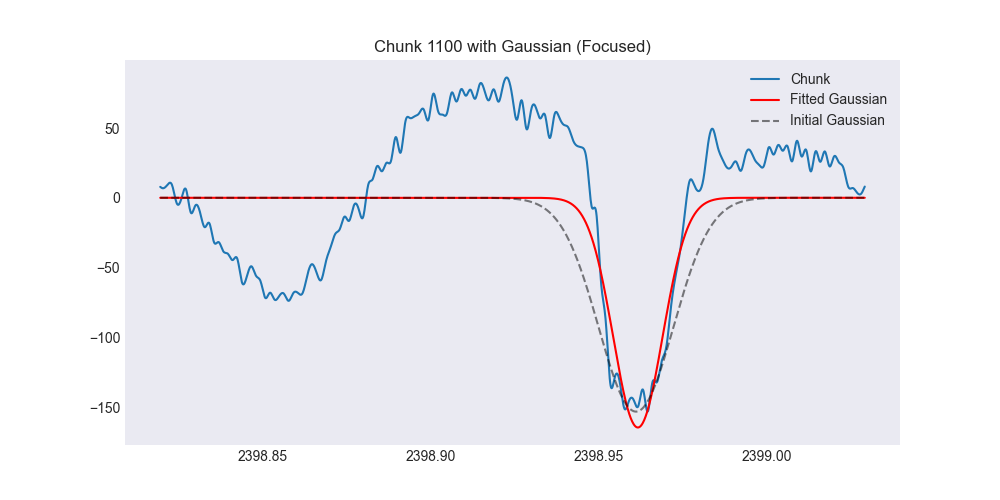 Chunk 1100 with Gaussian (Focused)
Chunk
Fitted Gaussian
Initial Gaussian
50
0
−50
−100
−150
2398.85 2398.90 2398.95 2399.00